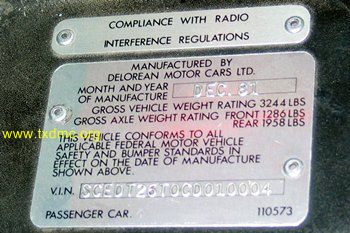 COMPLIANCE WITH RADIO
INTERFERENCE REGULATIONS
MANUFACTURED BY
DELOREAN MOTOR CARS LTD.
MONTH AND YEAR
OF MANUFACTURE DEC. 81
GROSS VEHICLE WEIGHT RATING 3244 LBS
GROSS AXLE WEIGHT RATING FRONT 1286 LBS
REAR 1958 LBS
www.txdmc.org
THIS VEHICLE CONFORMS TO ALL
APPLICABLE FEDERAL MOTOR VEHICLE
SAFETY AND BUMPER STANDARDS IN
EFFECT ON THE DATE OF MANUFACTURE
SHOWN ABOVE.
V.I.N. SCEDT26T0CD010004
PASSENGER CAR. 110573